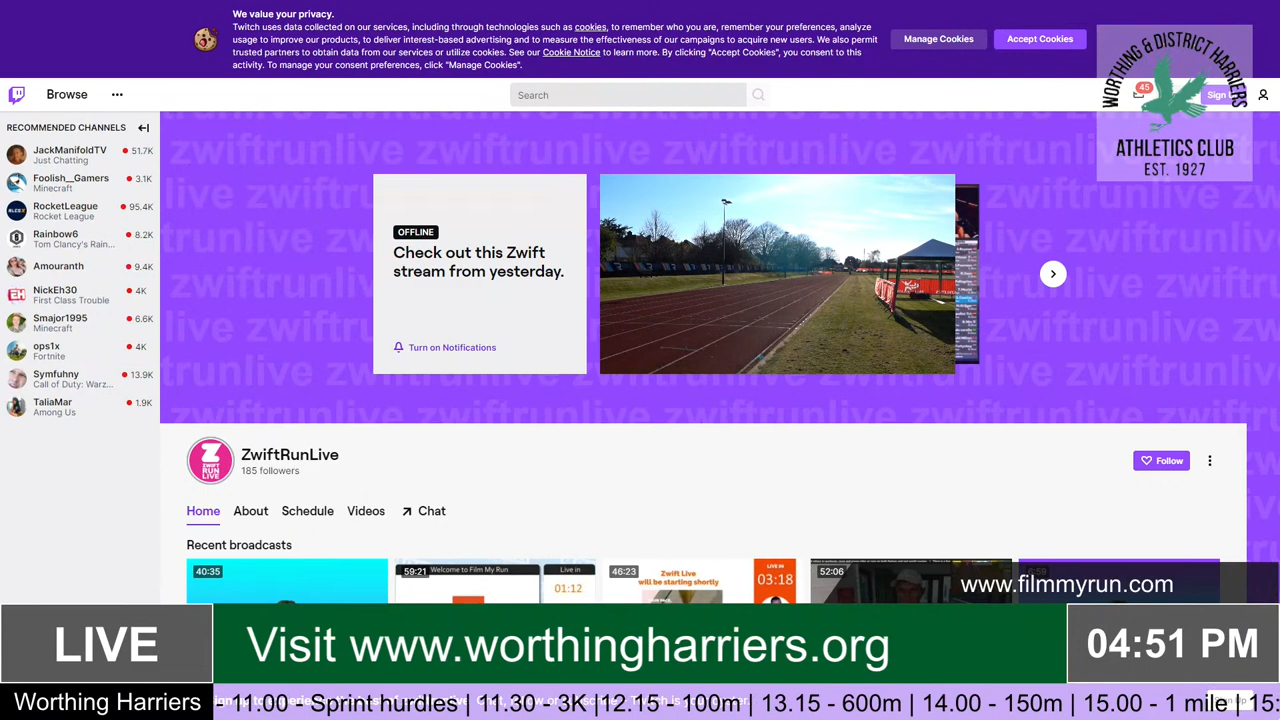 We value your privacy.
Twitch uses data collected on our services, including through technologies such as cookies, to remember who you are, remember your preferences, analyze
usage to improve our products, to deliver interest-based advertising and to measure the effectiveness of our campaigns to acquire new users. We also permit
trusted partners to obtain data from our services or utilize cookies. See our Cookie Notice to learn more. By clicking "Accept Cookies", you consent to this
activity. To manage your consent preferences, click "Manage Cookies".
Manage Cookies
Accept Cookies
WORTHING & DISTRICT HARRIERS
ATHLETICS CLUB
EST. 1927
Browse
Search
45
Sign
RECOMMENDED CHANNELS
JackManifoldTV
Just Chatting
51.7K
Foolish__Gamers
Minecraft
3.1K
RocketLeague
Rocket League
95.4K
Rainbow6
Tom Clancy's Rain...
8.2K
Amouranth
9.4K
NickEh30
First Class Trouble
4K
Smajor1995
Minecraft
6.6K
ops1x
Fortnite
4K
Symfuhny
Call of Duty: Warz...
13.9K
TaliaMar
Among Us
1.9K
zwiftrunlive
OFFLINE
Check out this Zwift
stream from yesterday.
Turn on Notifications
ZWIFT
RUN
LIVE
ZwiftRunLive
185 followers
Follow
Home
About
Schedule
Videos
Chat
Recent broadcasts
40:35
59:21
Welcome to Film My Run
Live in
01:12
46:23
Zwift Live
will be starting shortly
LIVE IN
03:18
52:06
6:59
www.filmmyrun.com
LIVE
Visit www.worthingharriers.org
04:51 PM
Worthing Harriers
11.00 - Sprint hurdles | 11.30 - 3K | 12.15 - 100m | 13.15 - 600m | 14.00 - 150m | 15.00 - 1 mile | 15.